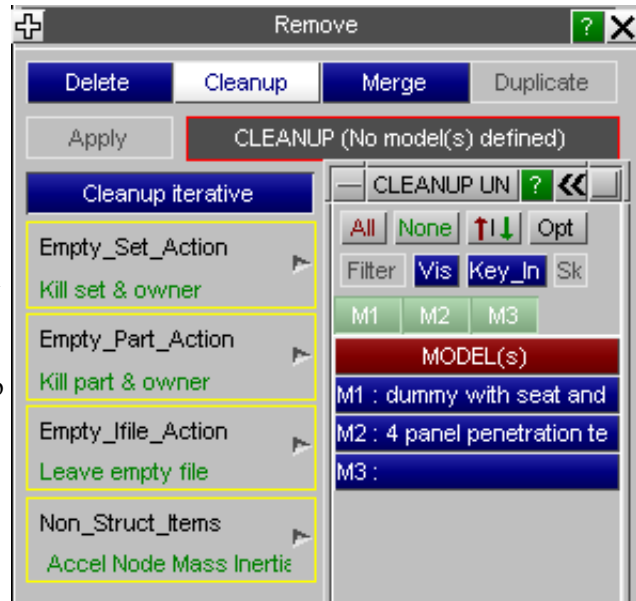 Remove ? X
Delete Cleanup Merge Duplicate
Apply CLEANUP (No model(s) defined)
Cleanup iterative
Empty_Set_Action
Kill set & owner
Empty_Part_Action
Kill part & owner
Empty_Ifile_Action
Leave empty file
Non_Struct_Items
Accel Node Mass Inertia
CLEANUP UN ?
All None Opt
Filter Vis Key_In Sk
M1 M2 M3
MODEL(s)
M1 : dummy with seat and
M2 : 4 panel penetration te
M3 :